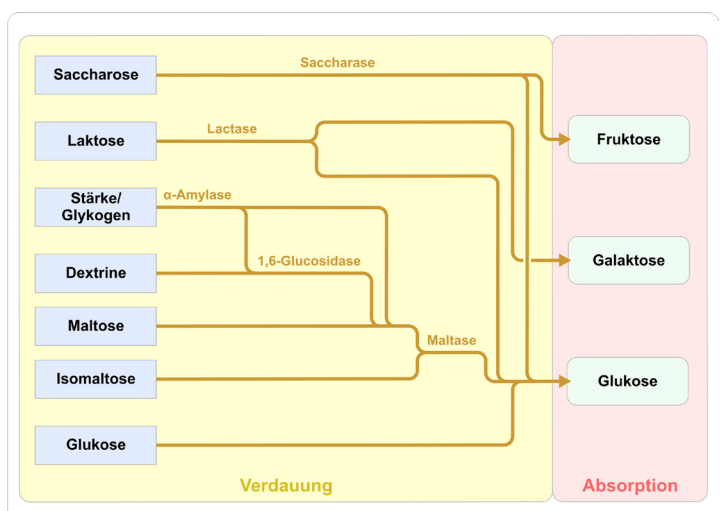 Saccharose
Saccharase
Laktose
Lactase
Fruktose
Stärke/
Glykogen
α-Amylase
Dextrine
1,6-Glucosidase
Galaktose
Maltose
Maltase
Isomaltose
Glukose
Glukose
Verdauung
Absorption